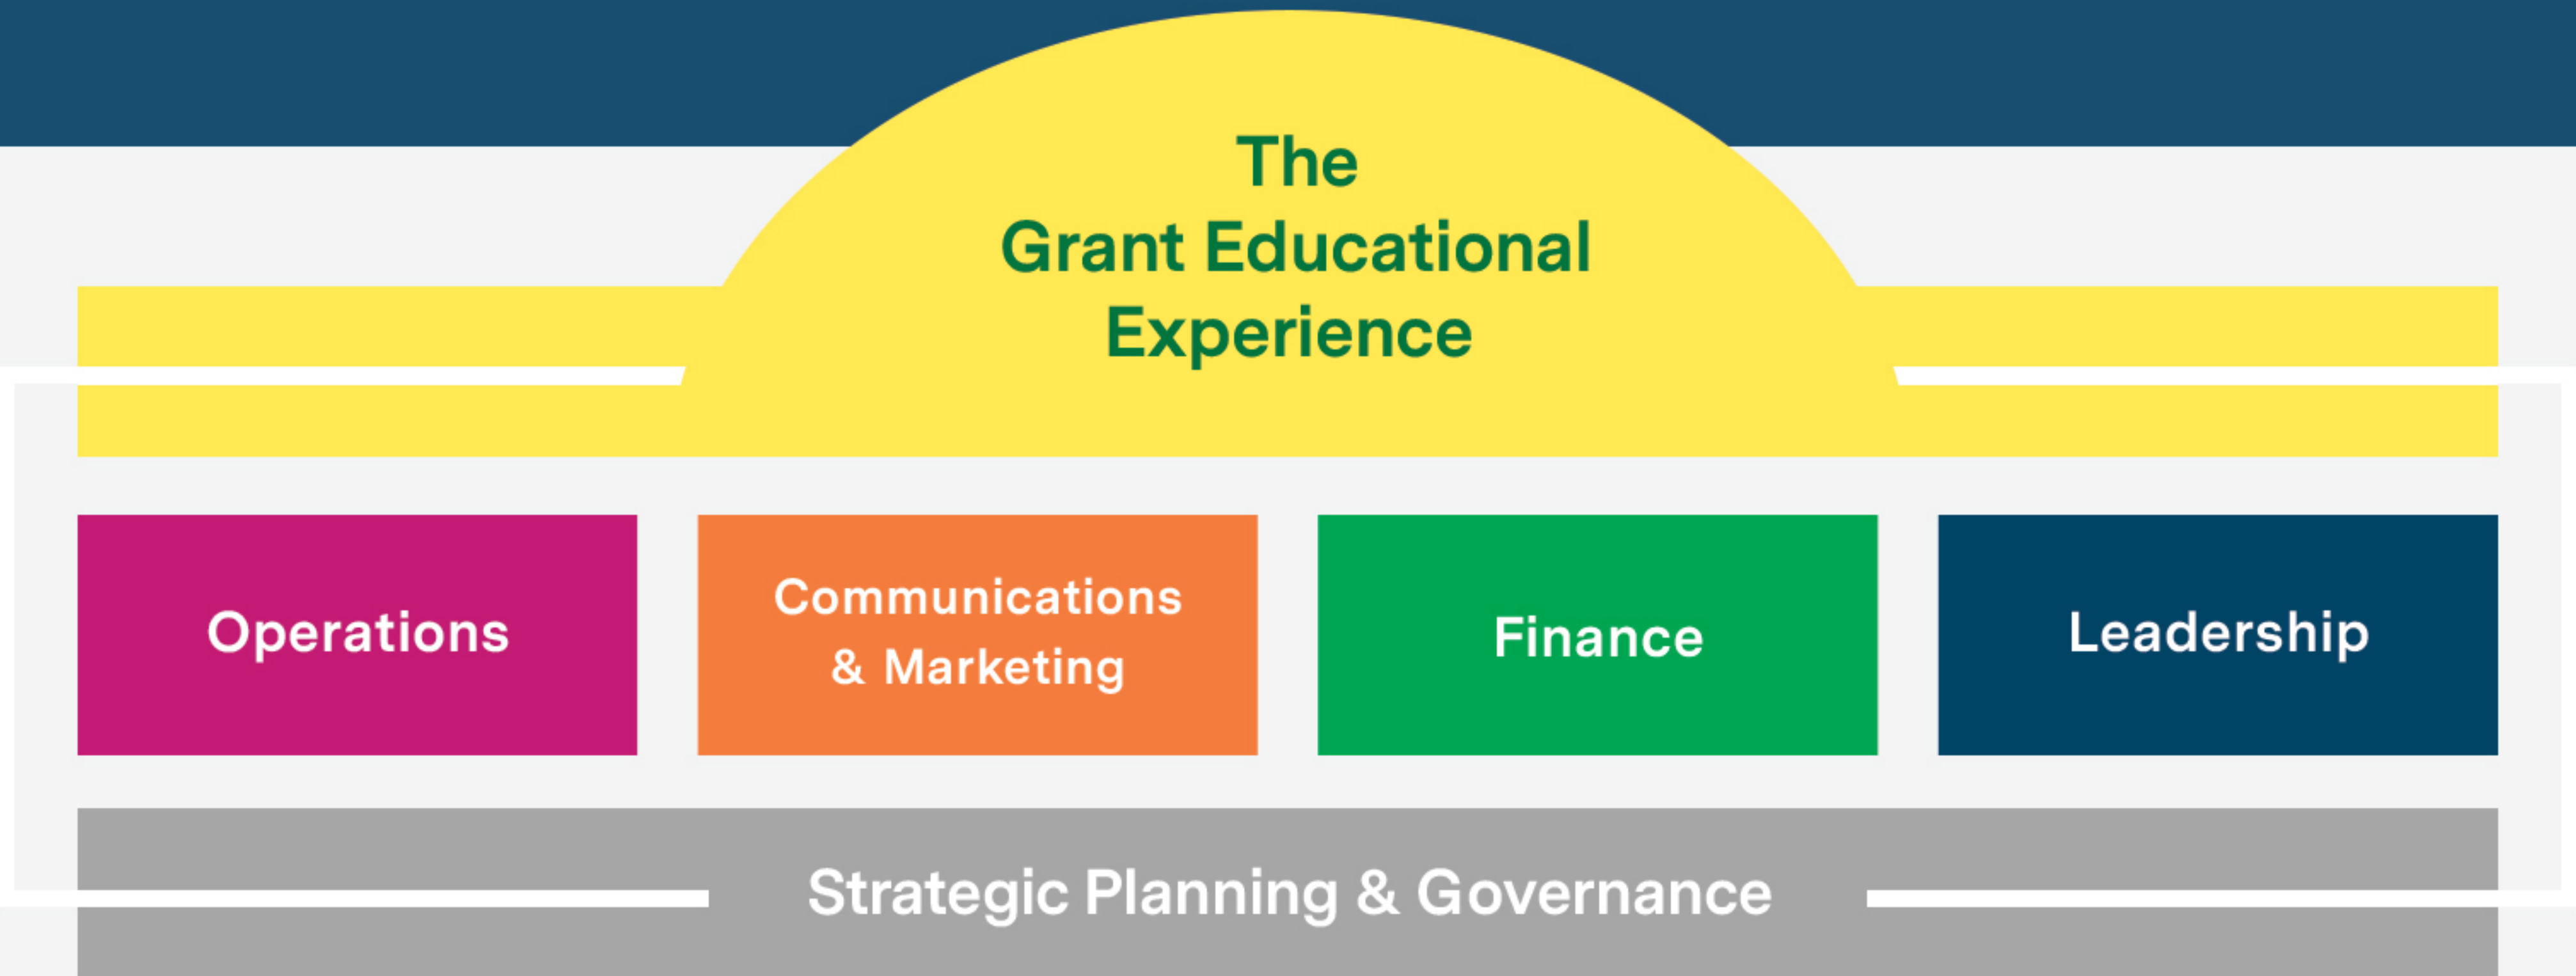 The
Grant Educational
Experience
Operations
Communications
& Marketing
Finance
Leadership
Strategic Planning & Governance